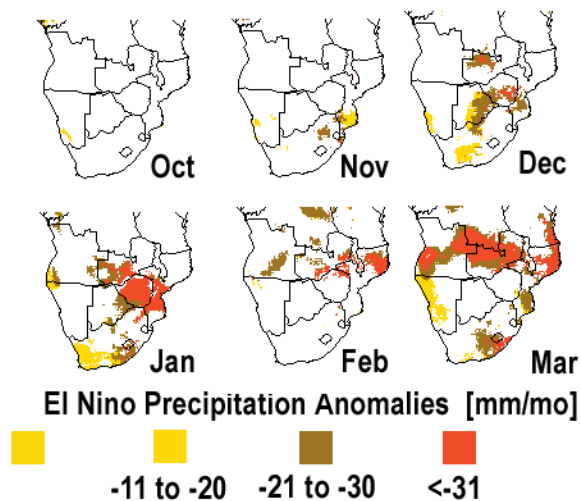 Oct
Nov
Dec
Jan
Feb
Mar
El Nino Precipitation Anomalies [mm/mo]
-11 to -20 -21 to -30 <-31